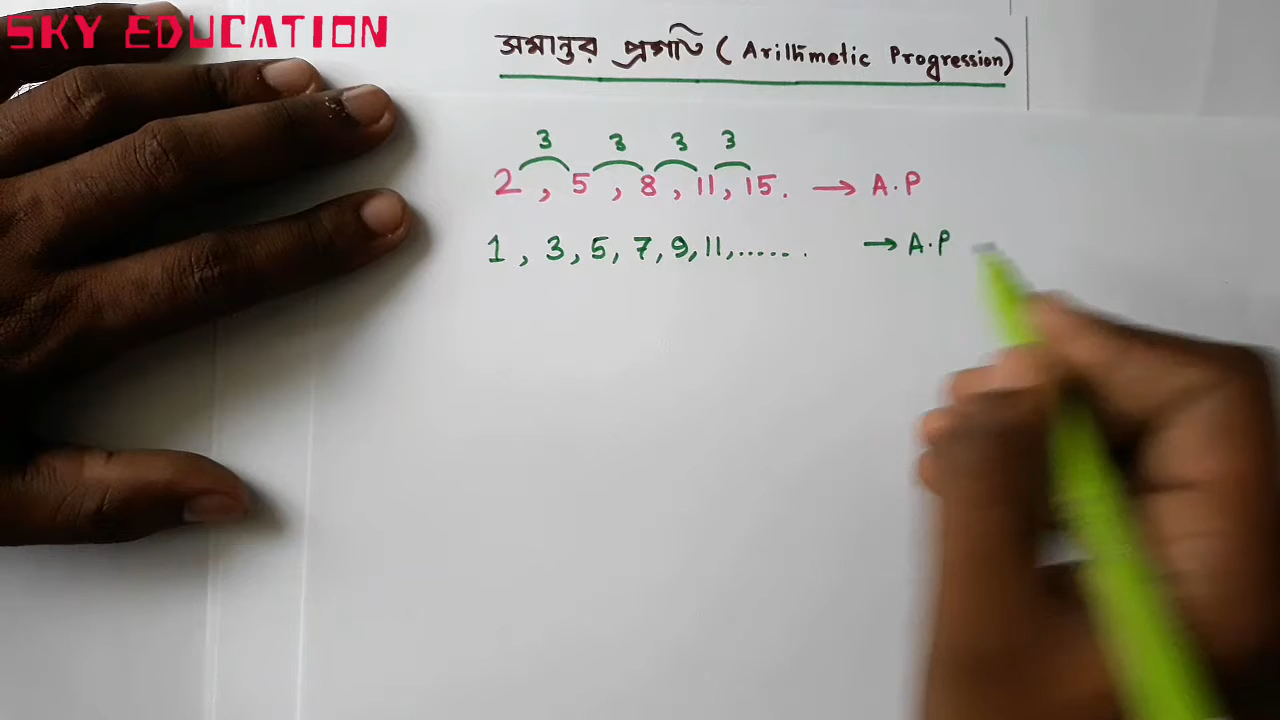 SKY EDUCATION
সমান্তর প্রগতি ( Arithmetic Progression)
3 3 3 3
2 , 5 , 8 , 11 , 15. → A.P
1 , 3 , 5 , 7 , 9 , 11 , ...... . → A.P